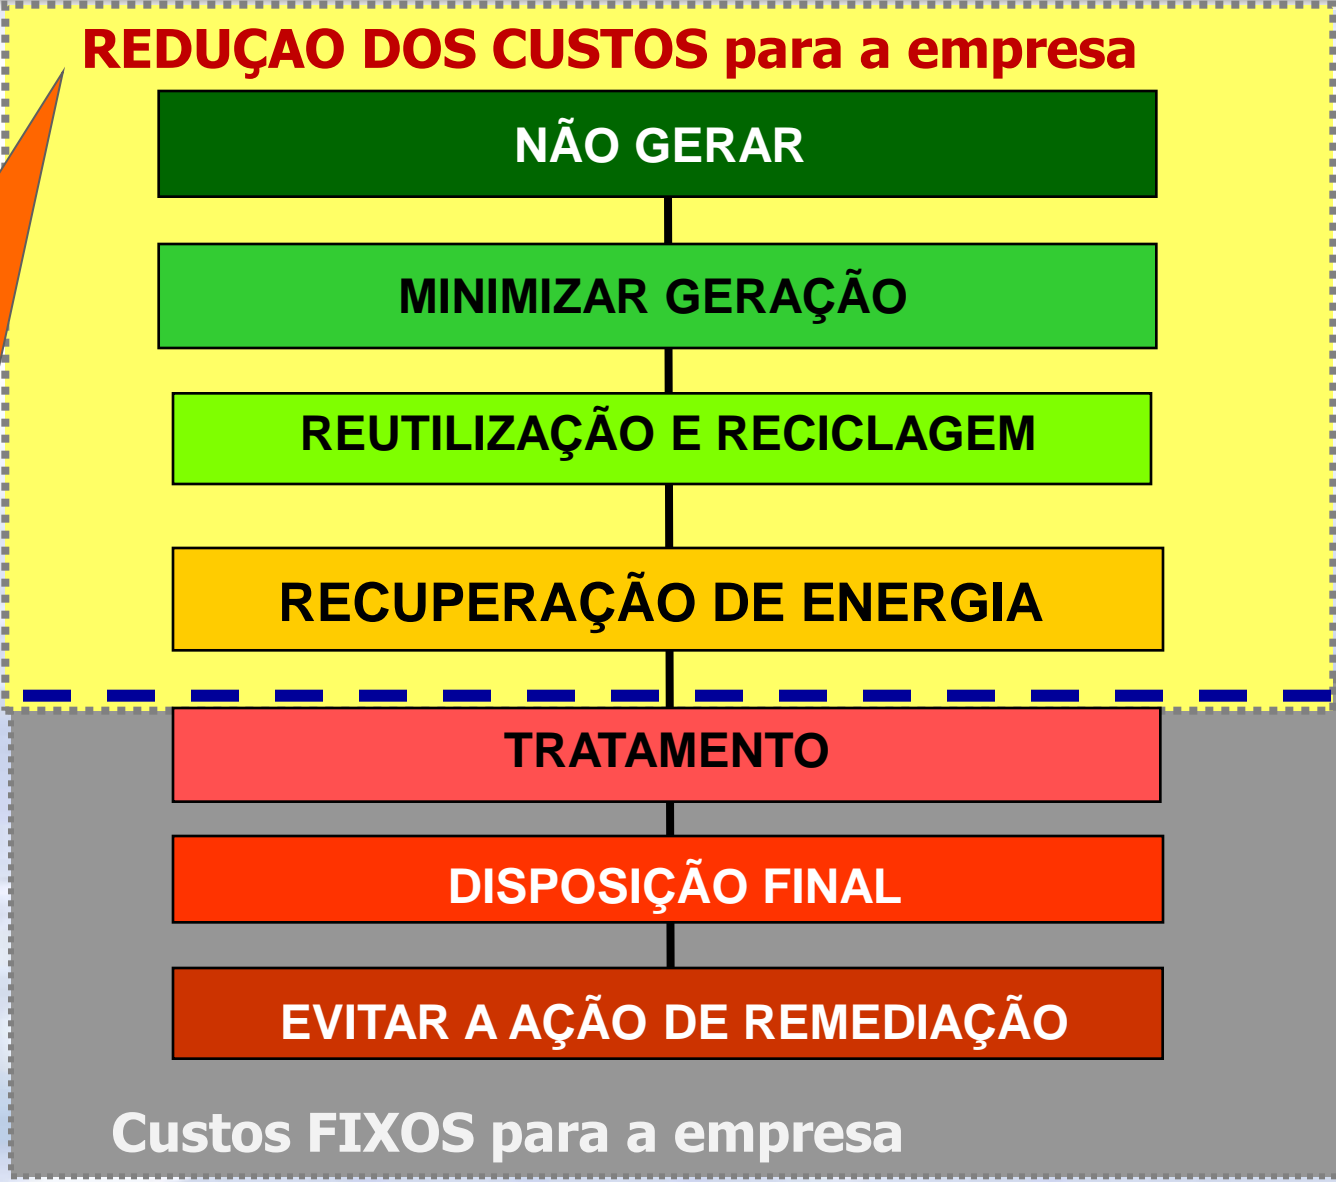 REDUÇAO DOS CUSTOS para a empresa
NÃO GERAR
MINIMIZAR GERAÇÃO
REUTILIZAÇÃO E RECICLAGEM
RECUPERAÇÃO DE ENERGIA
TRATAMENTO
DISPOSIÇÃO FINAL
EVITAR A AÇÃO DE REMEDIAÇÃO
Custos FIXOS para a empresa